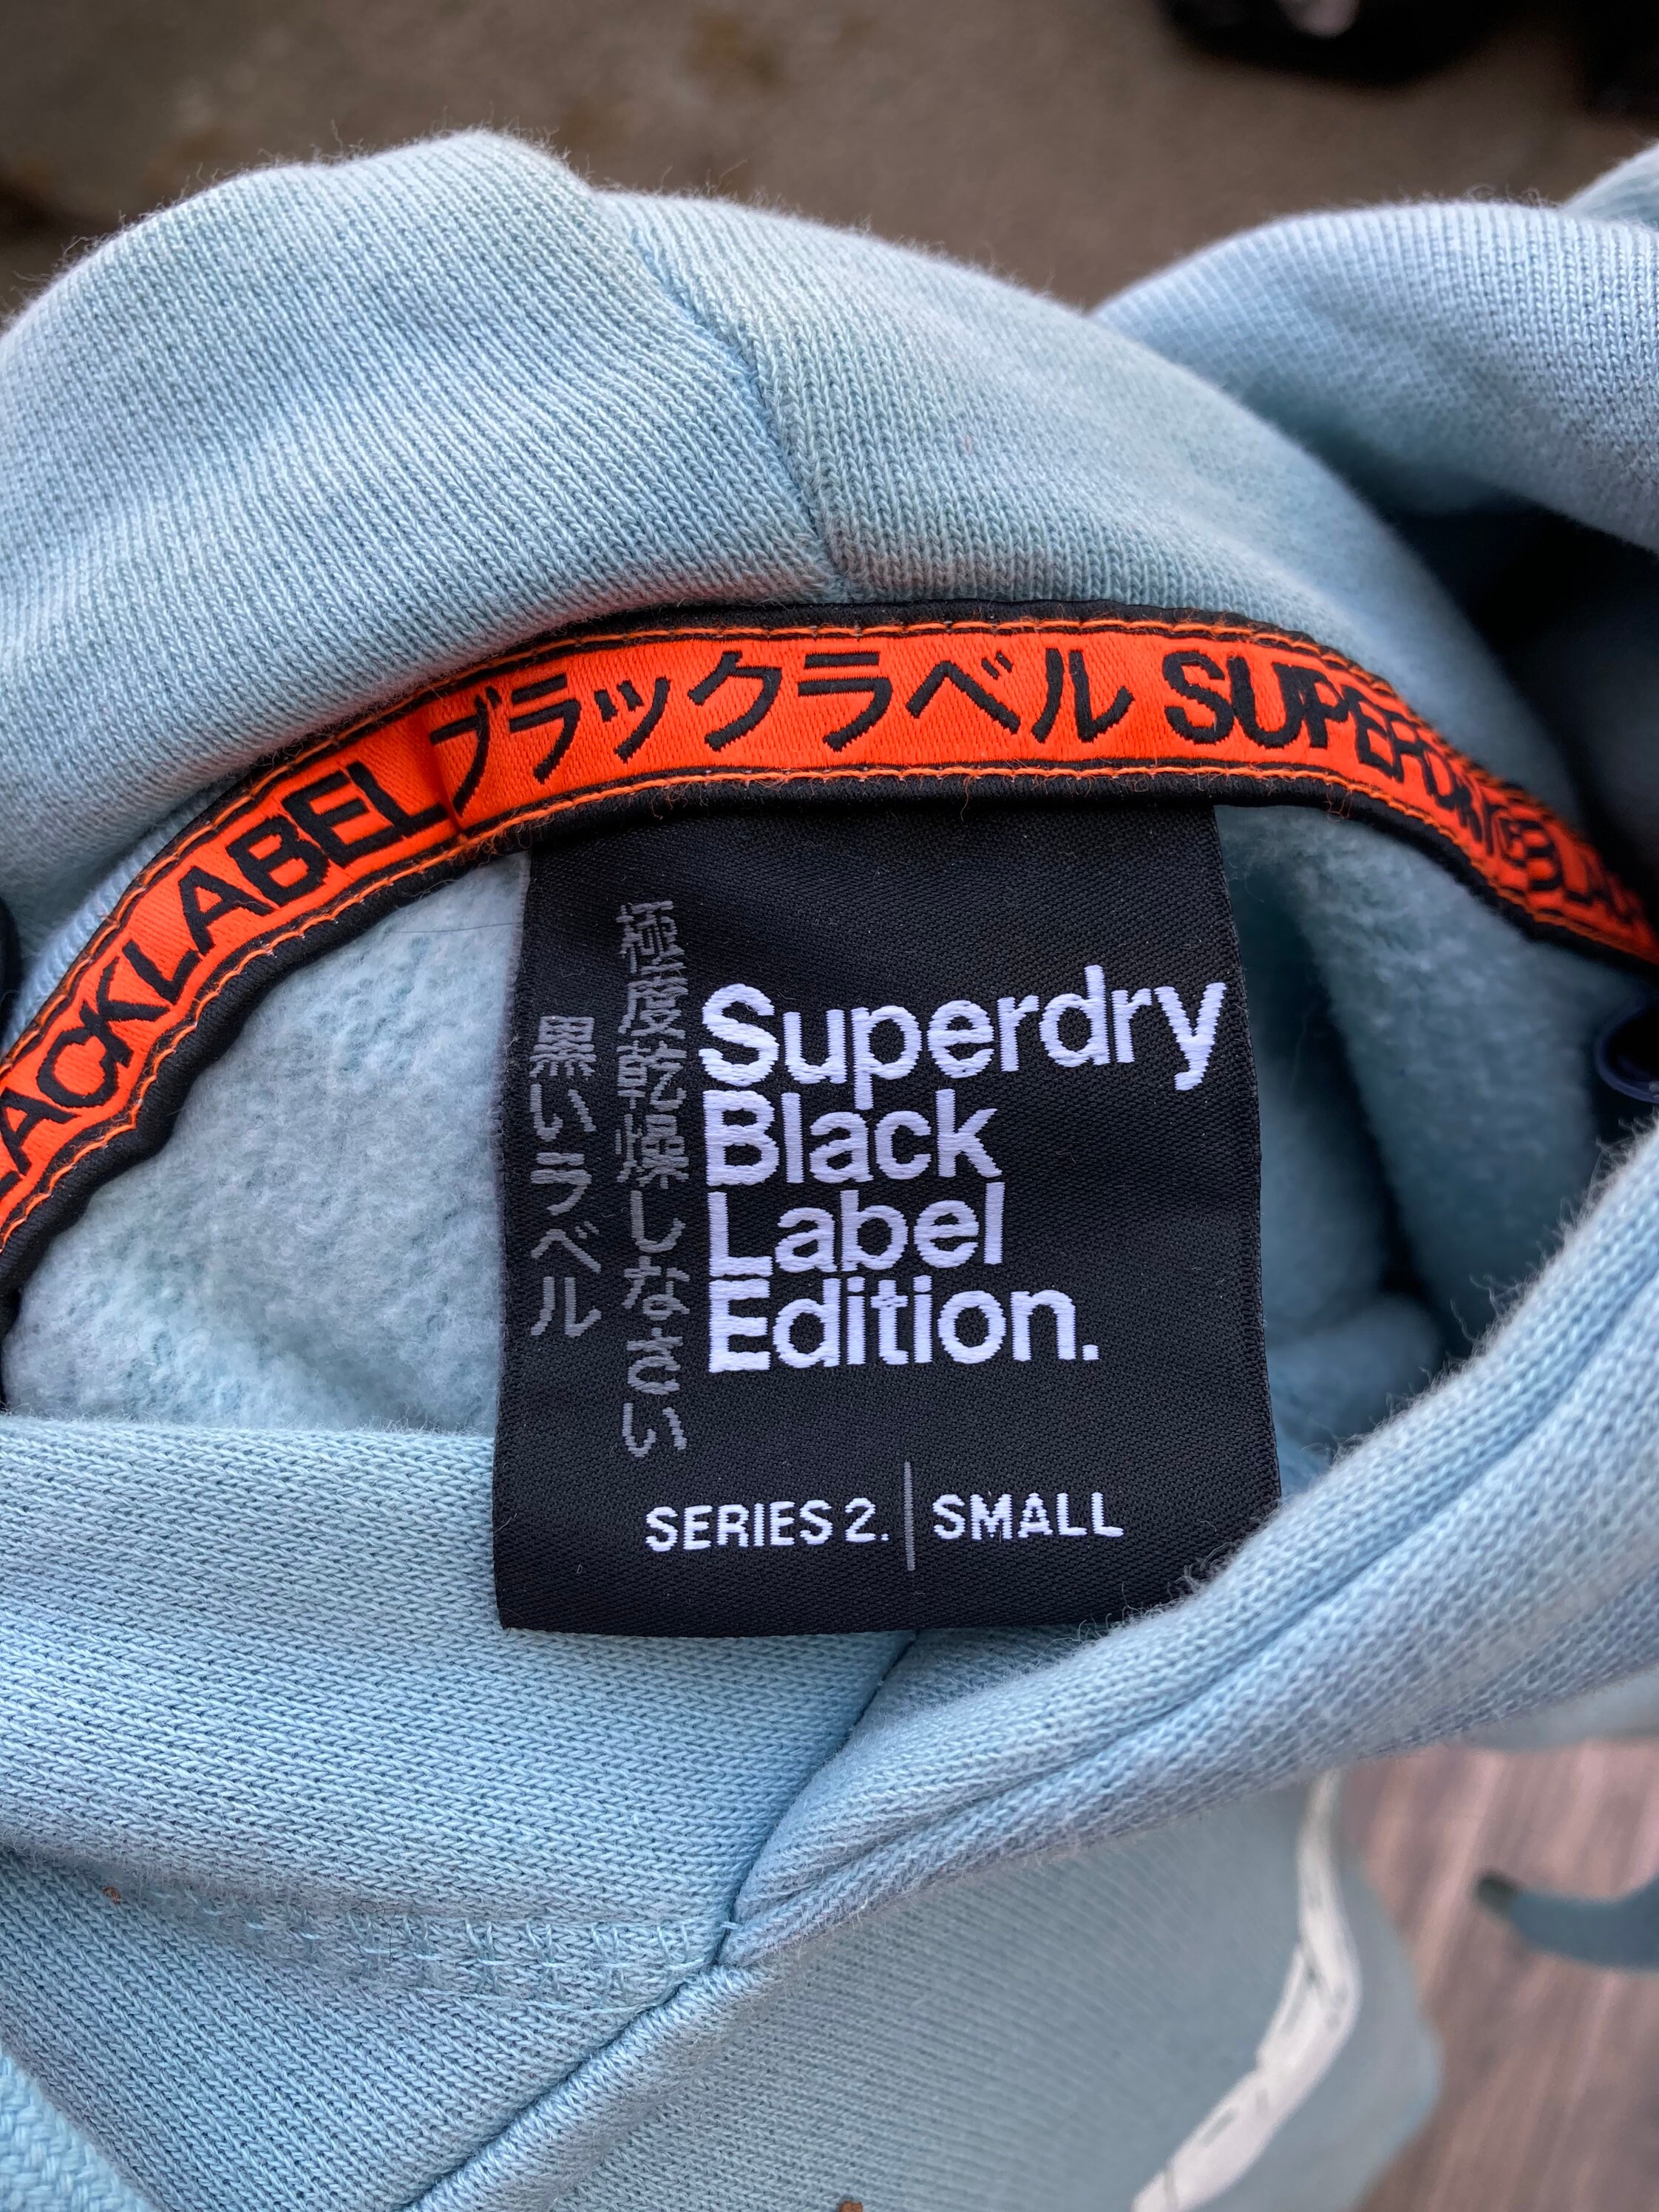 BLACKLABEL ブラックラベル SUPERDRY
極度乾燥しなさい
黒いラベル
Superdry
Black
Label
Edition.
SERIES 2. | SMALL